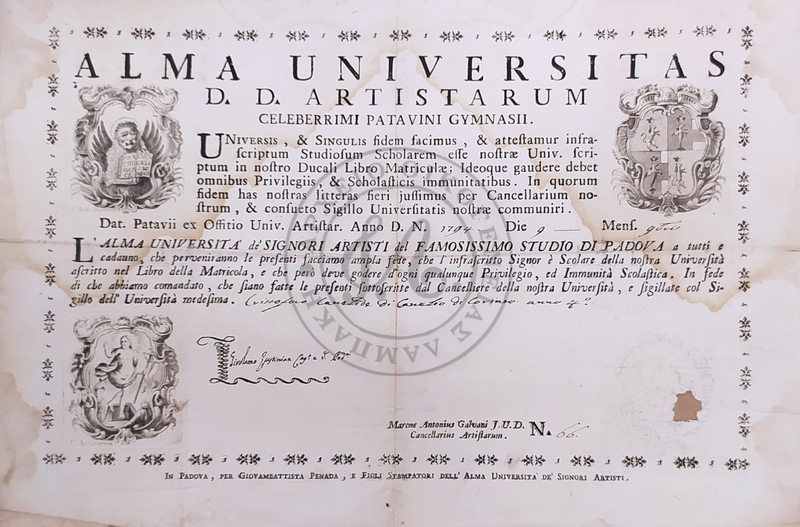 ALMA UNIVERSITAS
D. D. ARTISTARUM
CELEBERRIMI PATAVINI GYMNASII.
UNIVERSIS, & SINGULIS fidem facimus, & attestamur infra-
scriptum Studiosum Scholarem esse nostræ Univ. scri-
ptum in nostro Ducali Libro Matriculæ; Ideoque gaudere debet
omnibus Privilegiis, & Scholasticis immunitatibus. In quorum
fidem has nostras litteras fieri jussimus per Cancellarium no-
strum, & consueto Sigillo Universitatis nostræ communiri.
Dat. Patavii ex Offitio Univ. Artistar. Anno D. N. 1794 Die 9 Mens.
L'ALMA UNIVERSITÀ de' SIGNORI ARTISTI del FAMOSISSIMO STUDIO DI PADOVA a tutti e
cadauno, che perveniranno le presenti facciamo ampla fede, che l'infrascritto Signor è Scolare della nostra Università
ascritto nel Libro della Matricola, e che però deve godere d'ogni qualunque Privilegio, ed Immunità Scolastica. In fede
di che abbiamo comandato, che siano fatte le presenti sottoscritte dal Cancelliere della nostra Università, e sigillate col Si-
gillo dell' Università medesima. di di anno 4º
Marcus Antonius Galvani J. U. D.
Cancellarius Artistarum. N. 66.
IN PADOVA, PER GIOVAMBATTISTA PENADA, E FIGLI STAMPATORI DELL' ALMA UNIVERSITA' DE' SIGNORI ARTISTI.